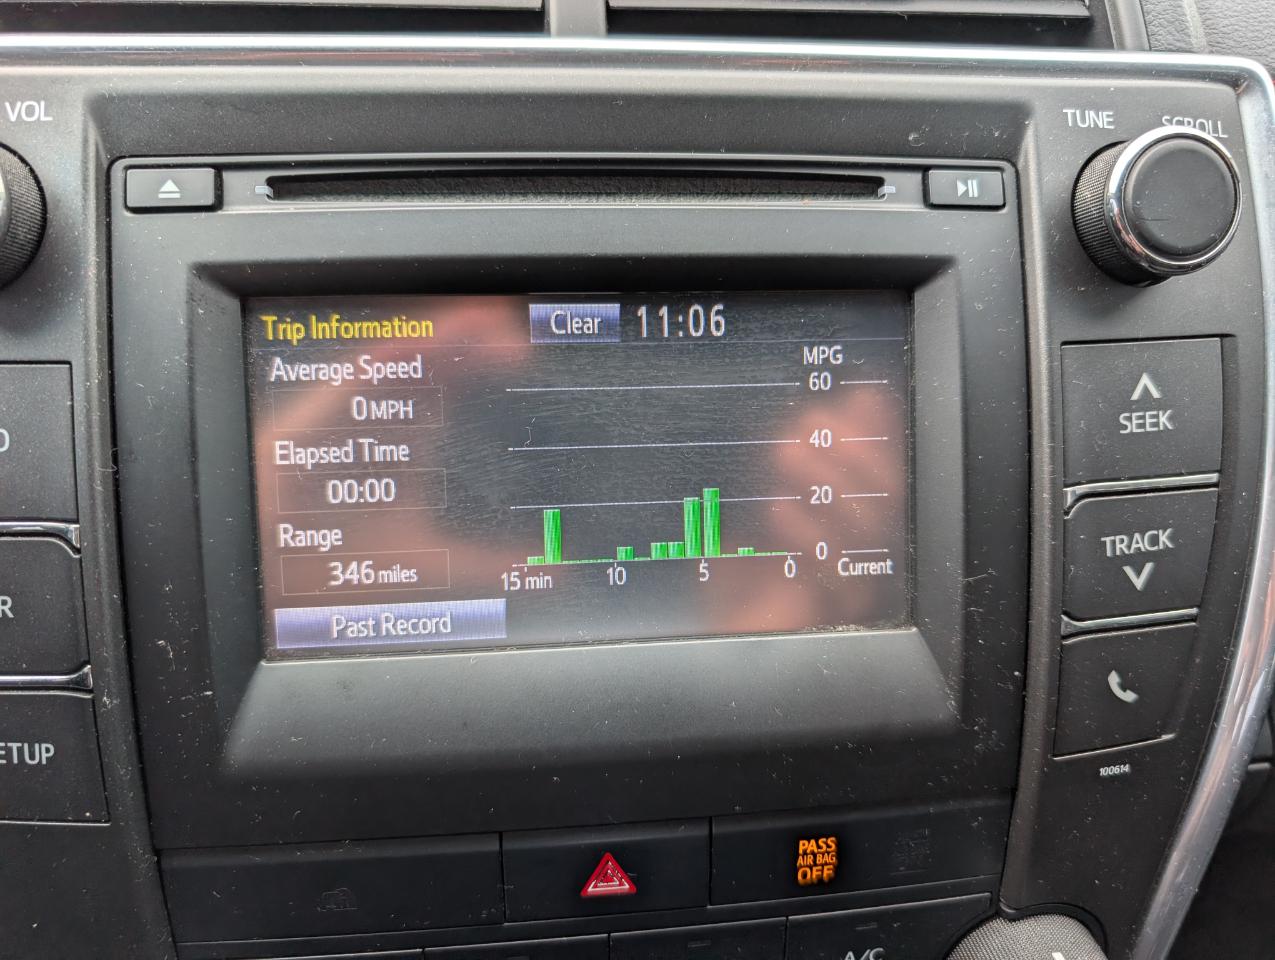 VOL
TUNE
SCROLL
Trip Information
Clear
11:06
Average Speed
0 MPH
Elapsed Time
00:00
Range
346 miles
Past Record
MPG
60
40
20
0
15 min
10
5
0
Current
SEEK
TRACK
ETUP
100614
PASS
AIR BAG
OFF
A/C